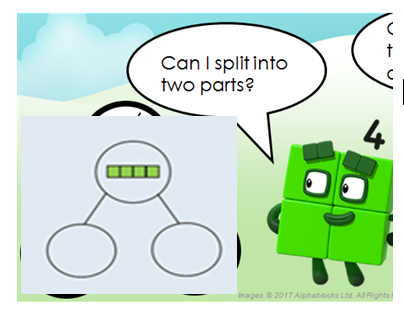 Can I split into
two parts?
4
Images © 2017 Alphablocks Ltd. All Rights